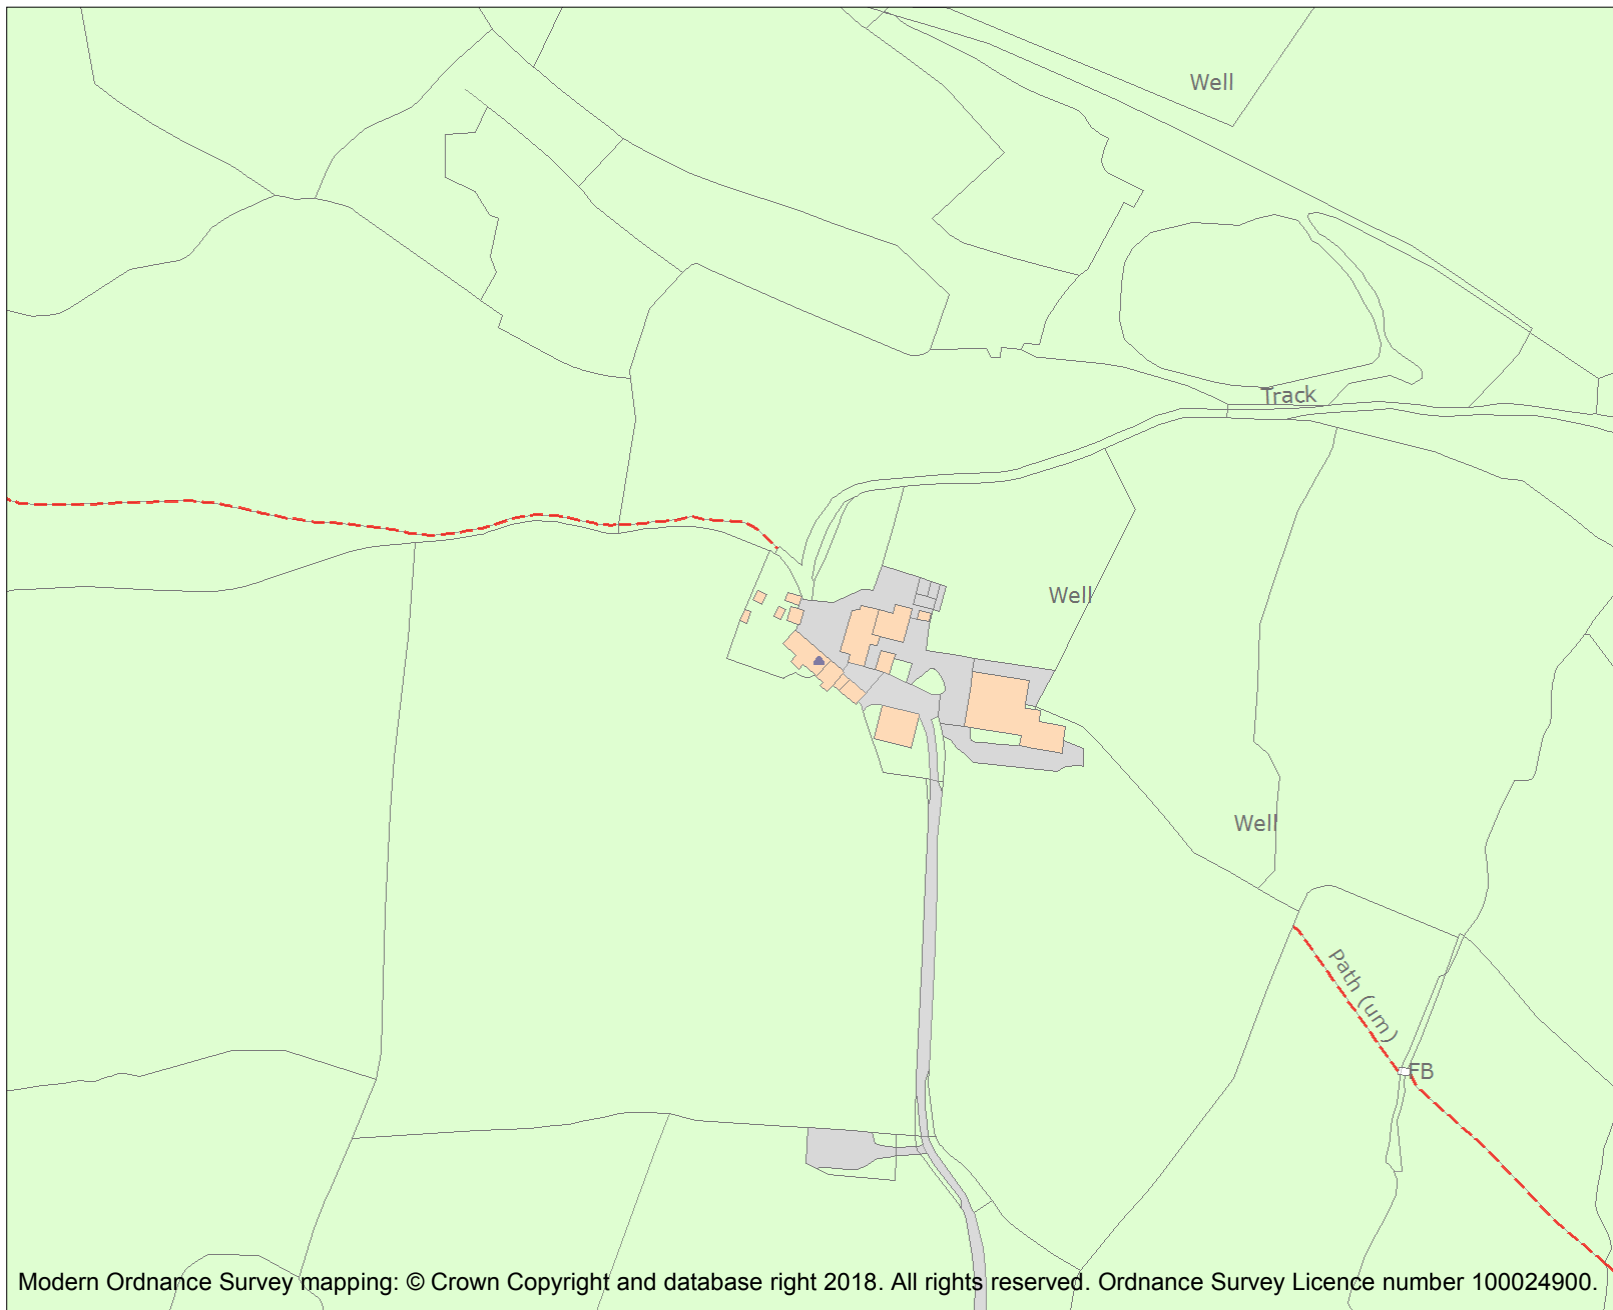 Well
Track
Well
Well
Path (um)
FB
Modern Ordnance Survey mapping: © Crown Copyright and database right 2018. All rights reserved. Ordnance Survey Licence number 100024900.